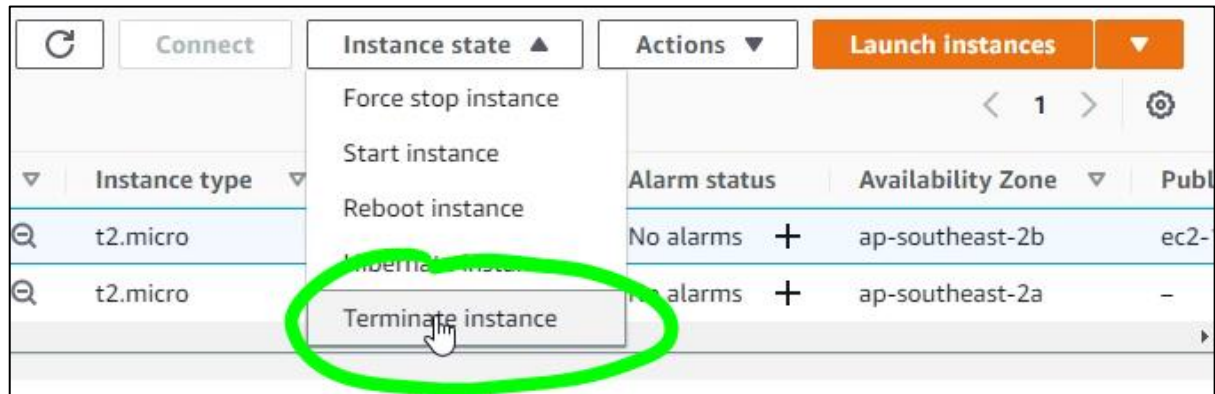 Connect Instance state ▲ Actions ▼ Launch instances ▼
Force stop instance
< 1 >
Start instance
Instance type Alarm status Availability Zone Publ
Reboot instance
t2.micro No alarms + ap-southeast-2b ec2-
Hibernate
t2.micro alarms + ap-southeast-2a –
Terminate instance